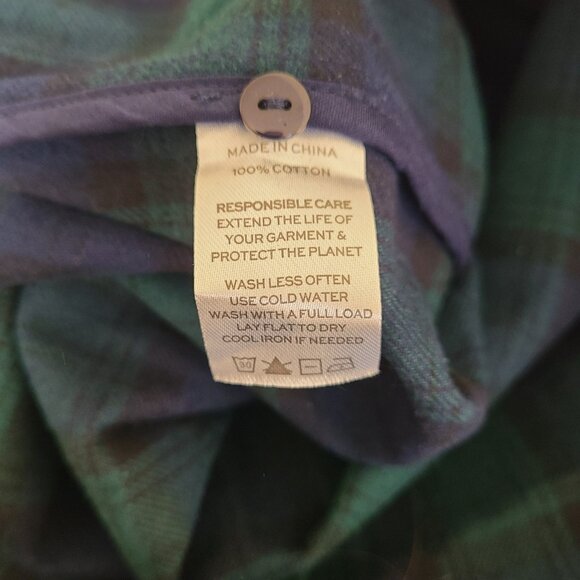 MADE IN CHINA
100% COTTON
RESPONSIBLE CARE
EXTEND THE LIFE OF
YOUR GARMENT &
PROTECT THE PLANET
WASH LESS OFTEN
USE COLD WATER
WASH WITH A FULL LOAD
LAY FLAT TO DRY
COOL IRON IF NEEDED
30